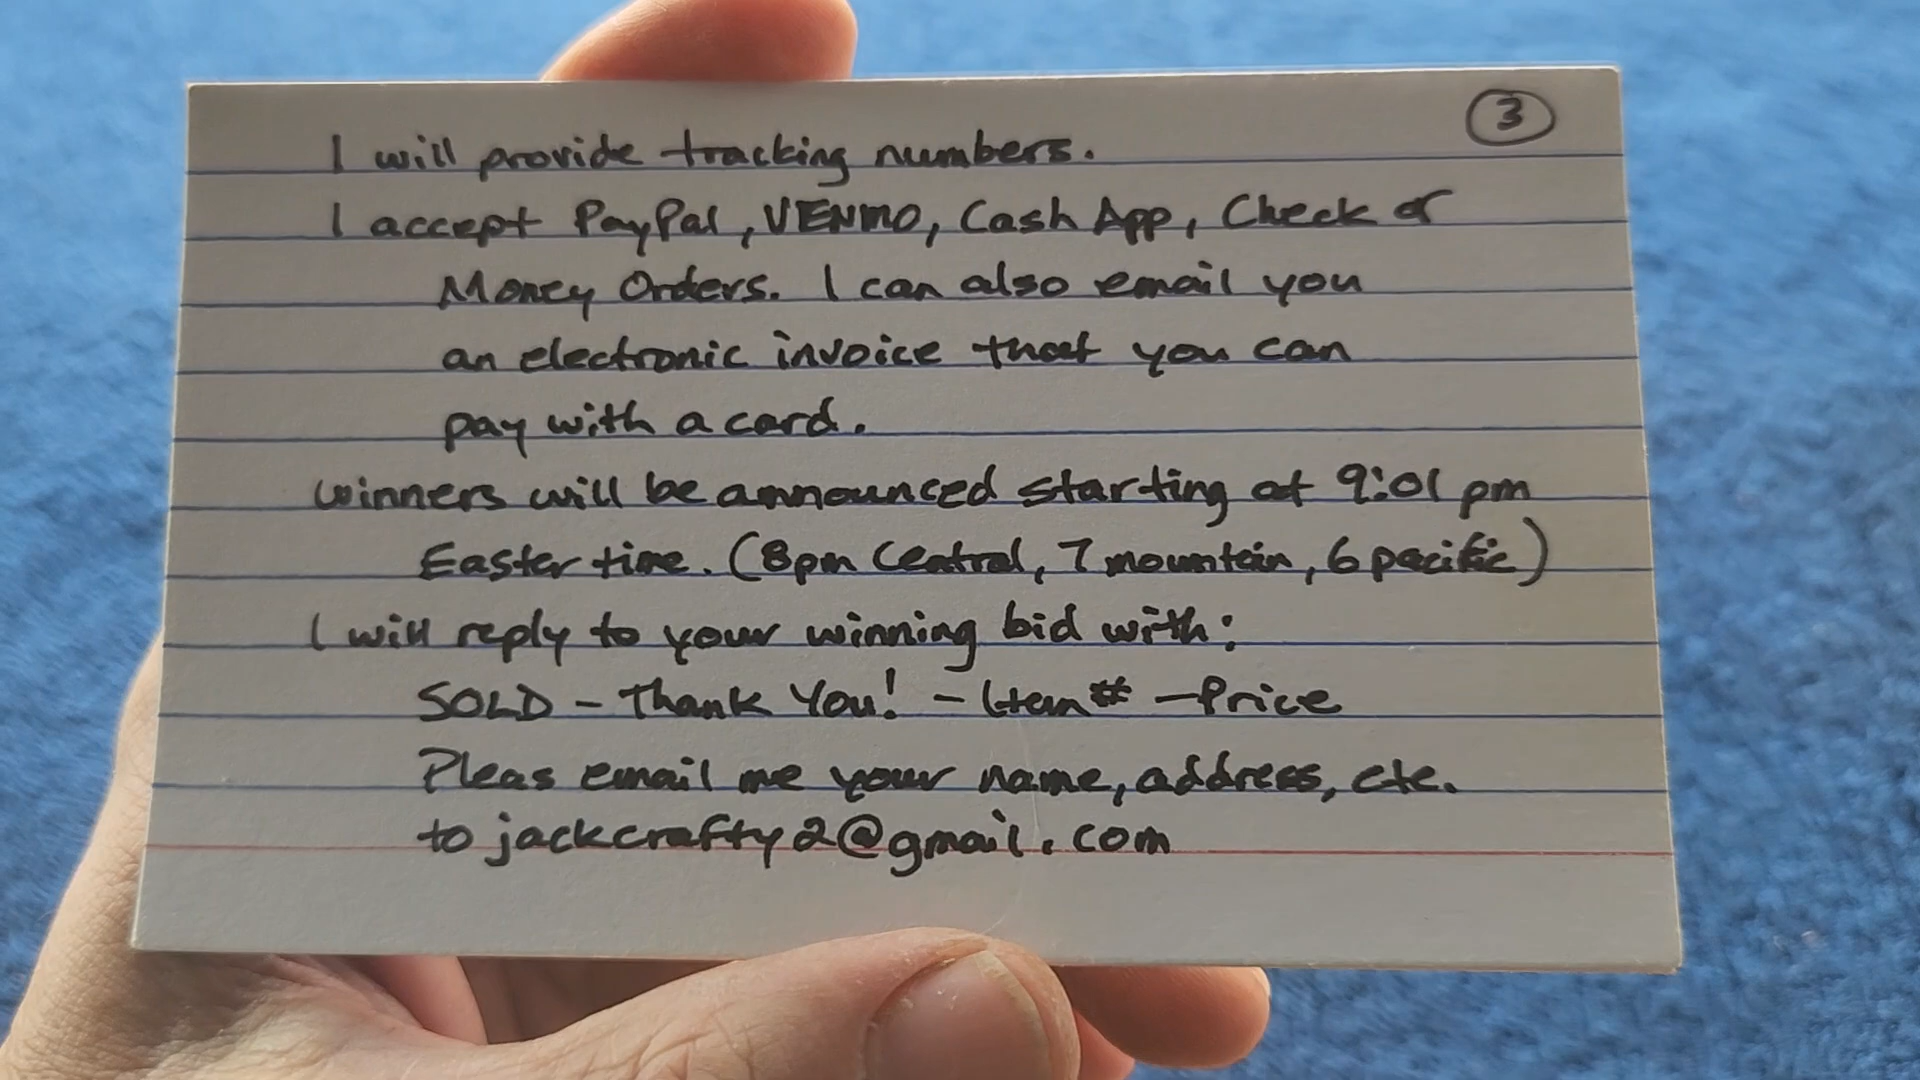 3
I will provide tracking numbers.
I accept PayPal, VENMO, Cash App, Check or
Money Orders. I can also email you
an electronic invoice that you can
pay with a card.
Winners will be announced starting at 9:01 pm
Easter time. (8pm Central, 7 mountain, 6 pacific)
I will reply to your winning bid with:
SOLD - Thank You! - Item# - Price
Pleas email me your name, address, etc.
to jackcrafty2@gmail.com